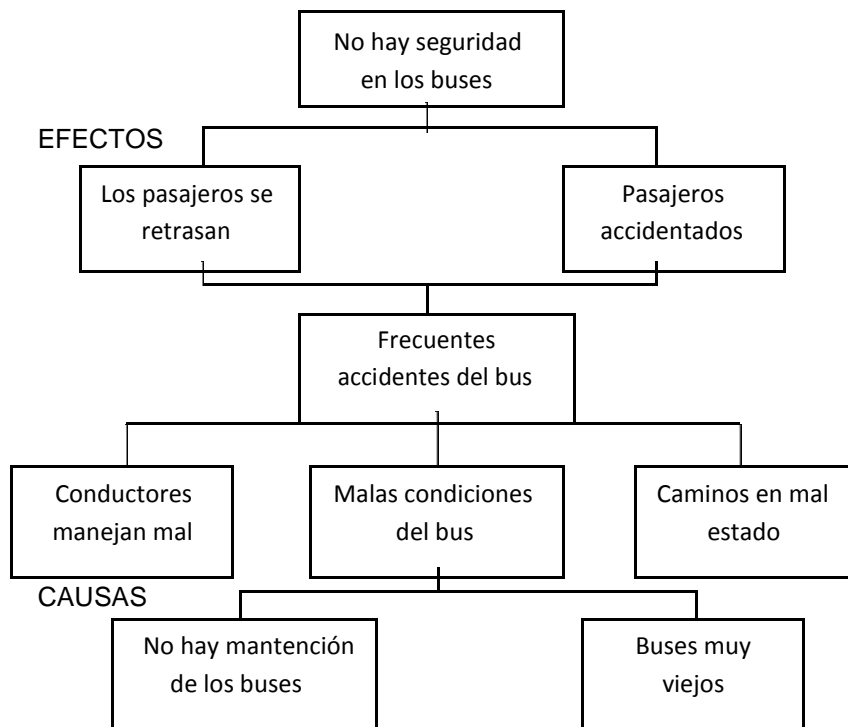 No hay seguridad
en los buses
EFECTOS
Los pasajeros se
retrasan
Pasajeros
accidentados
Frecuentes
accidentes del bus
Conductores
manejan mal
Malas condiciones
del bus
Caminos en mal
estado
CAUSAS
No hay mantención
de los buses
Buses muy
viejos